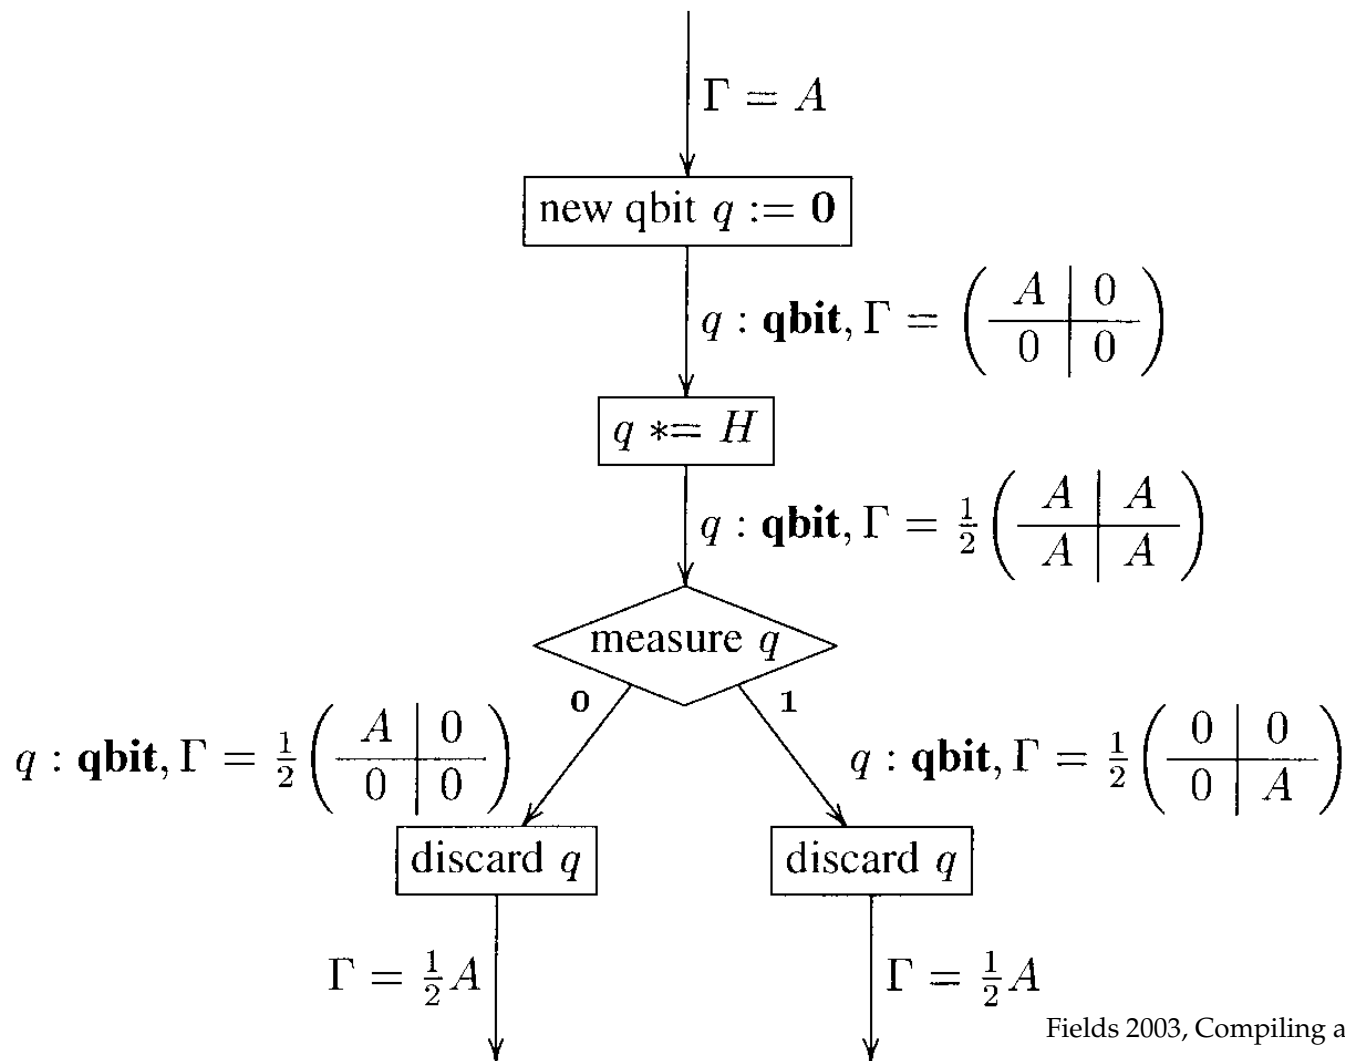 Γ = A
new qbit q := 0
q : qbit, Γ = ( A | 0 / 0 | 0 )
q *= H
q : qbit, Γ = 1/2 ( A | A / A | A )
measure q
0 1
q : qbit, Γ = 1/2 ( A | 0 / 0 | 0 ) q : qbit, Γ = 1/2 ( 0 | 0 / 0 | A )
discard q discard q
Γ = 1/2 A Γ = 1/2 A
Fields 2003, Compiling a